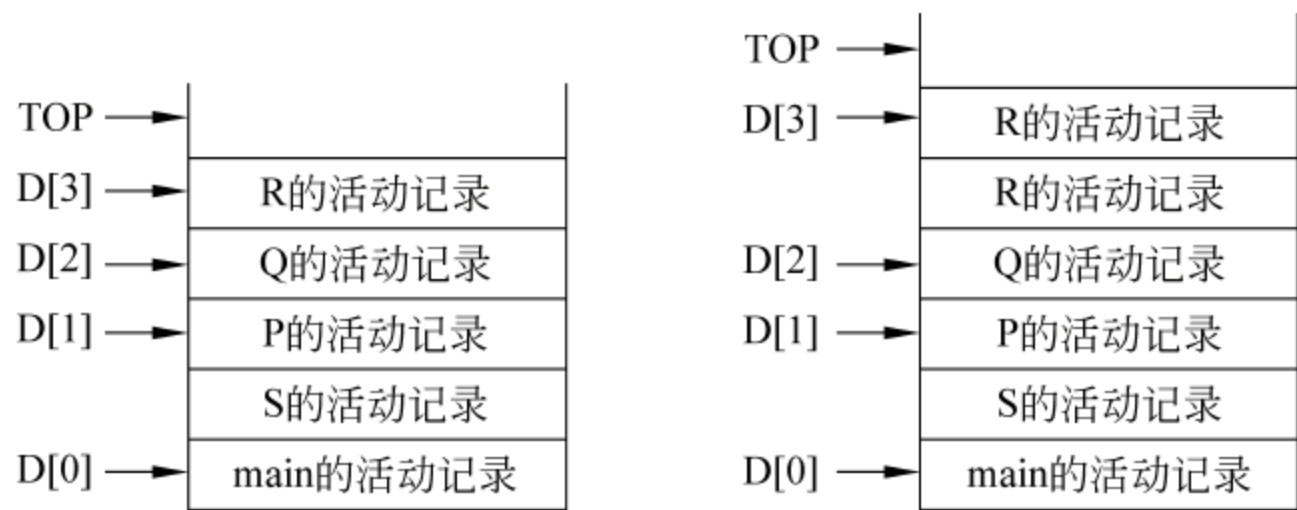 TOP
D[3] R的活动记录
D[2] Q的活动记录
D[1] P的活动记录
S的活动记录
D[0] main的活动记录
TOP
D[3] R的活动记录
R的活动记录
D[2] Q的活动记录
D[1] P的活动记录
S的活动记录
D[0] main的活动记录